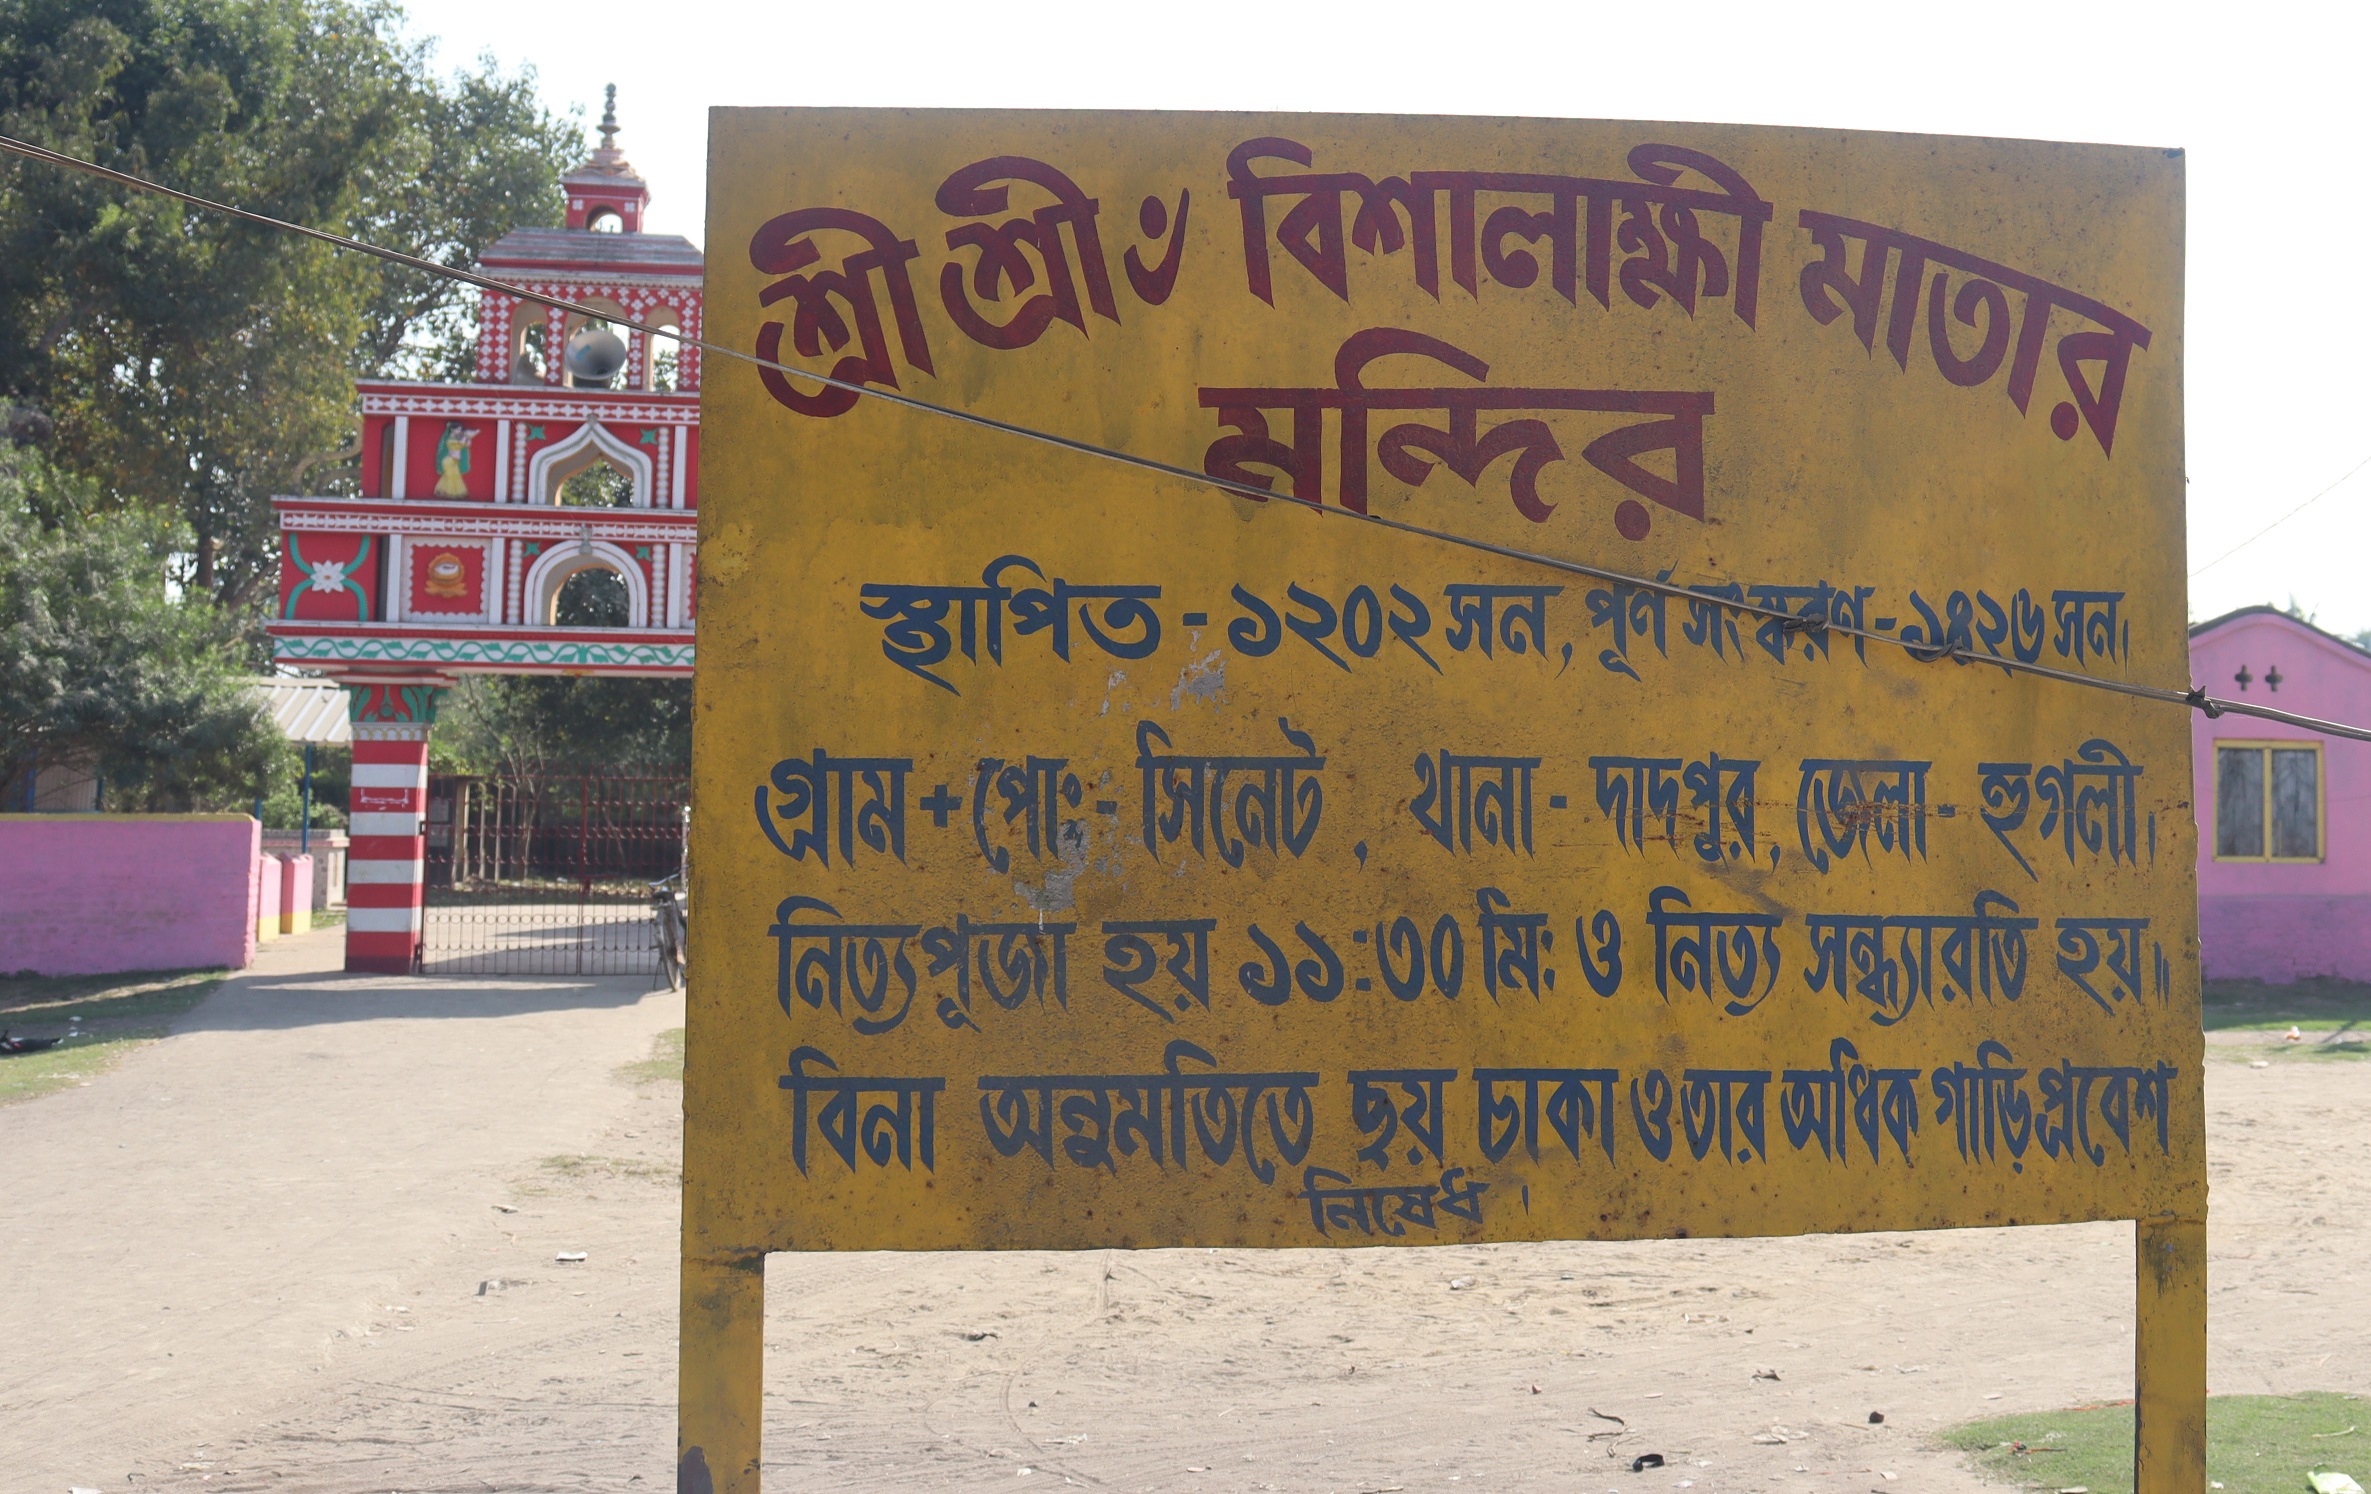 শ্রী শ্রী ঁ বিশালাক্ষী মাতার
মন্দির
স্থাপিত - ১২০২ সন, পূর্ণ সংস্করণ - ১৪২৬ সন।
গ্রাম + পোঃ - সিনেট, থানা - দাদপুর, জেলা - হুগলী।
নিত্যপূজা হয় ১১:৩০ মি: ও নিত্য সন্ধ্যারতি হয়॥
বিনা অনুমতিতে ছয় চাকা ও তার অধিক গাড়ি প্রবেশ
নিষেধ।